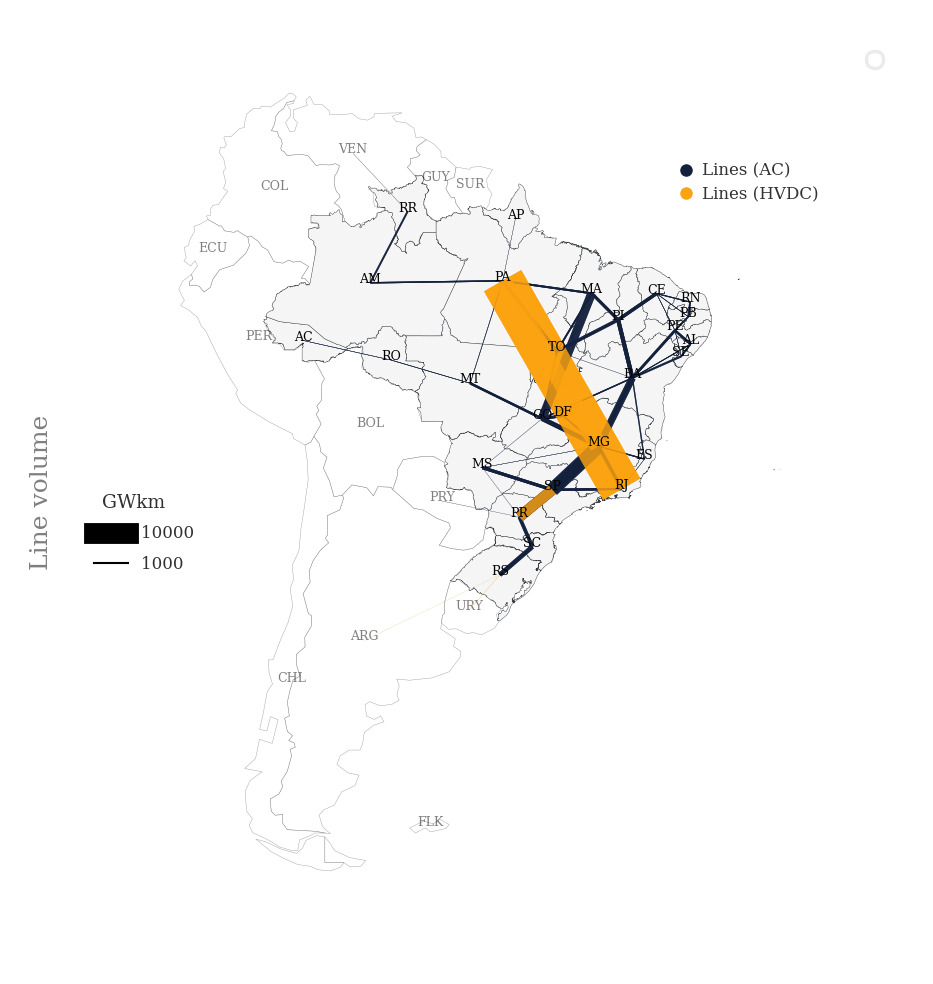 VEN
COL
GUY
SUR
Lines (AC)
Lines (HVDC)
RR
AP
ECU
AM
PA
MA
CE
RN
PB
PI
PE
PER
AC
AL
TO
SE
RO
MT
BA
GO
DF
BOL
MG
ES
MS
SP
RJ
PRY
PR
SC
RS
URY
ARG
CHL
FLK
Line volume
GWkm
10000
1000